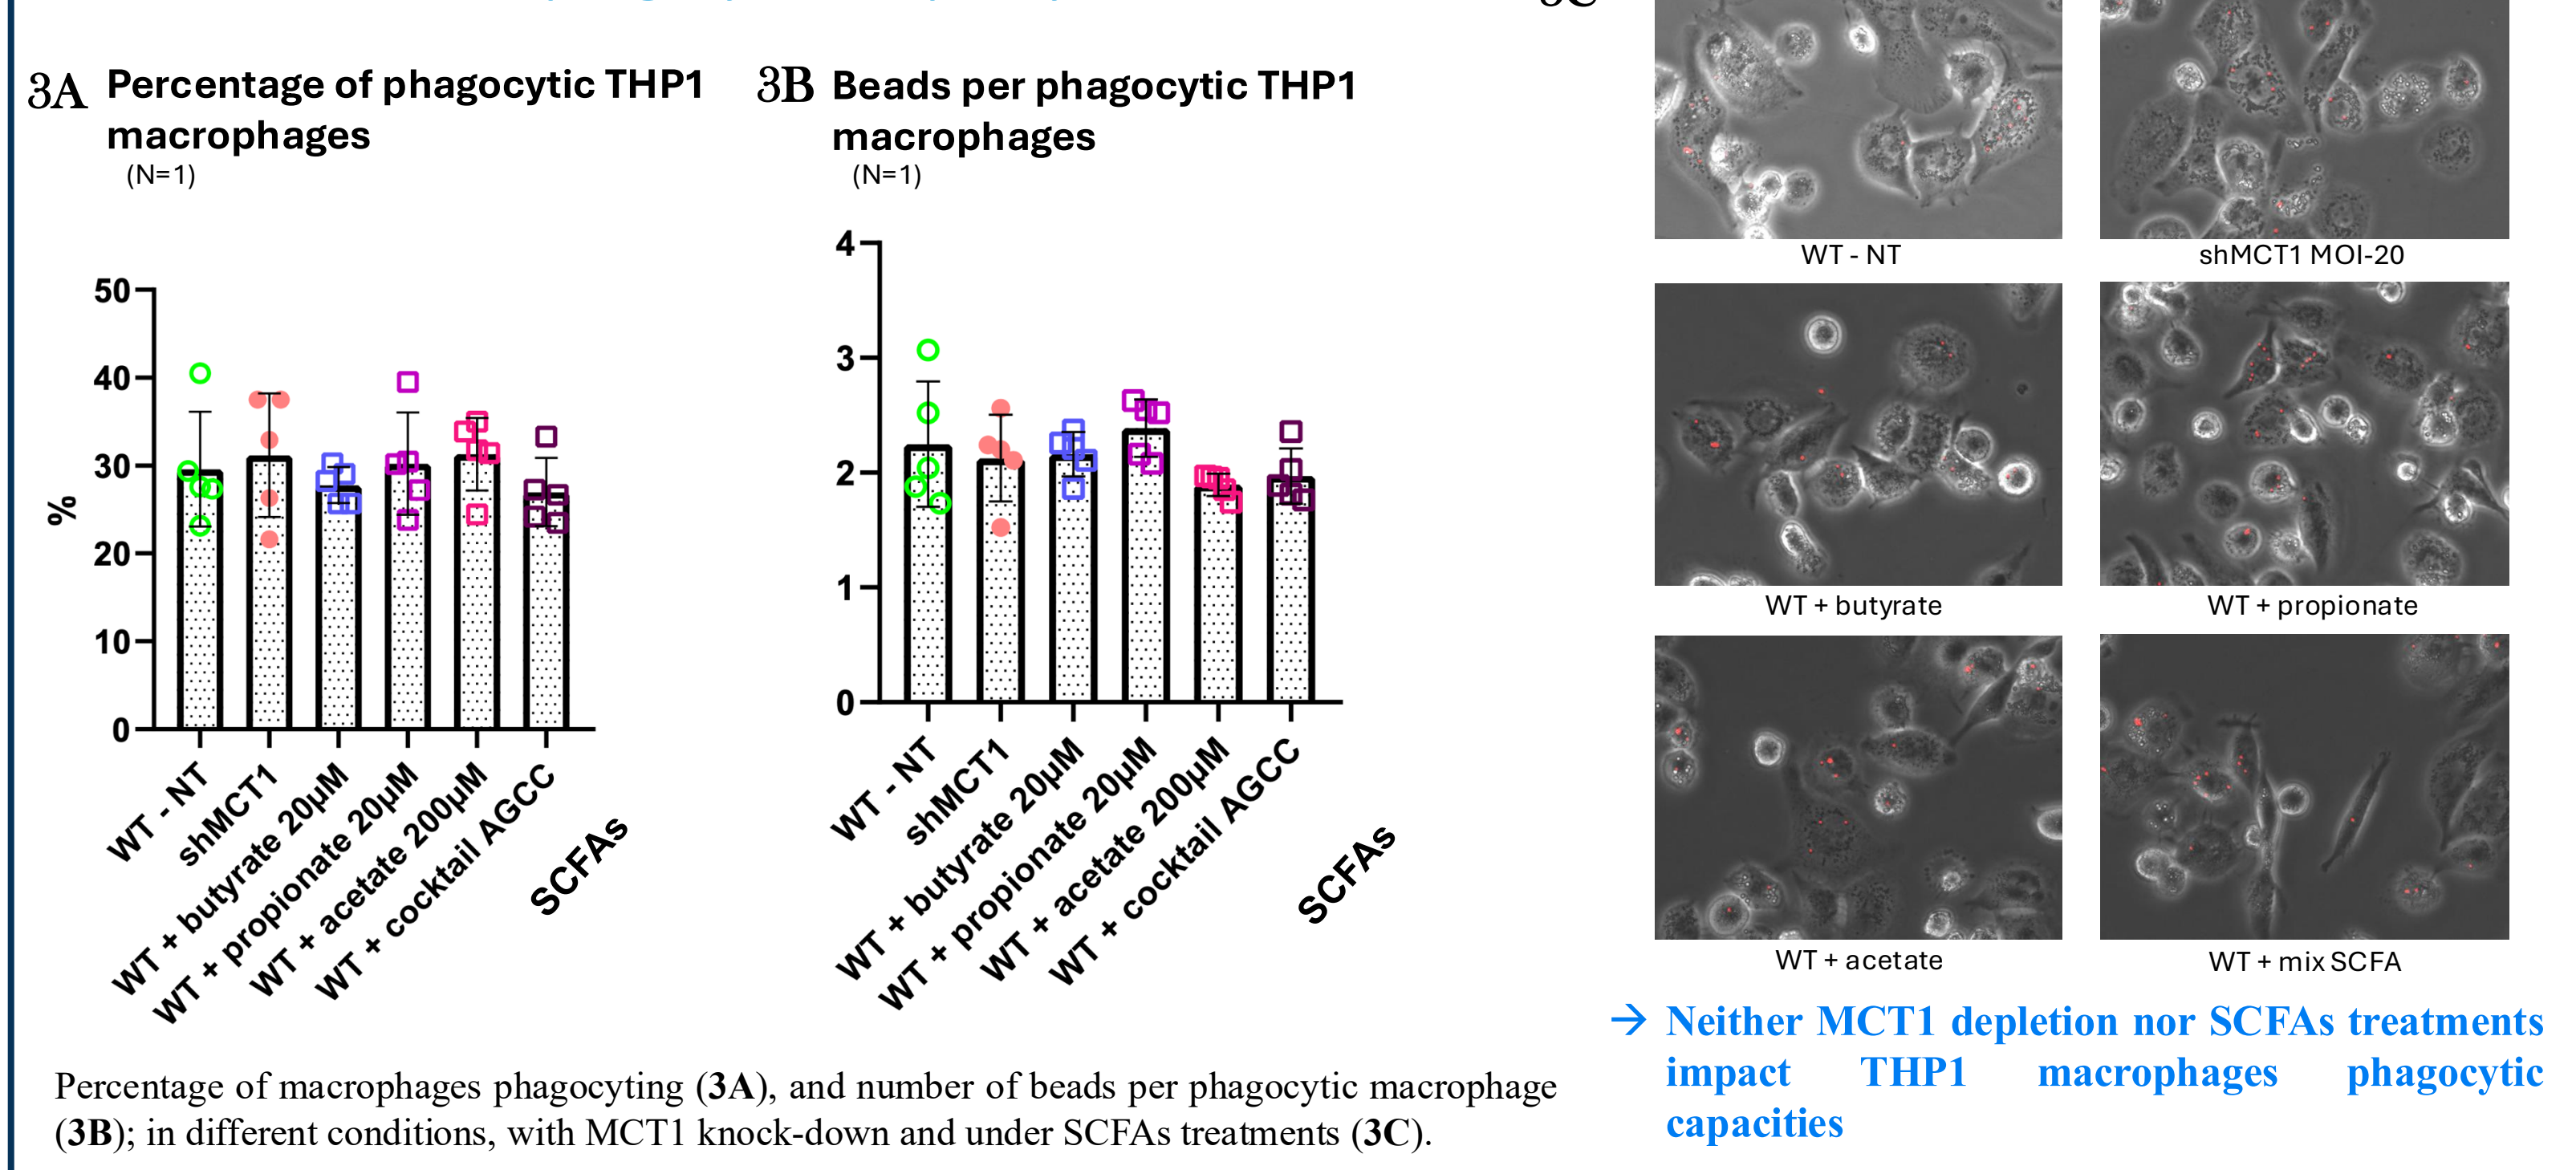 3A Percentage of phagocytic THP1
macrophages
(N=1)
50
40
30
20
10
0
%
WT - NT
shMCT1
WT + butyrate 20µM
WT + propionate 20µM
WT + acetate 200µM
WT + cocktail AGCC
SCFAs
3B Beads per phagocytic THP1
macrophages
(N=1)
4
3
2
1
0
WT - NT
shMCT1
WT + butyrate 20µM
WT + propionate 20µM
WT + acetate 200µM
WT + cocktail AGCC
SCFAs
WT - NT
shMCT1 MOI-20
WT + butyrate
WT + propionate
WT + acetate
WT + mix SCFA
→ Neither MCT1 depletion nor SCFAs treatments
impact THP1 macrophages phagocytic
capacities
Percentage of macrophages phagocyting (3A), and number of beads per phagocytic macrophage
(3B); in different conditions, with MCT1 knock-down and under SCFAs treatments (3C).